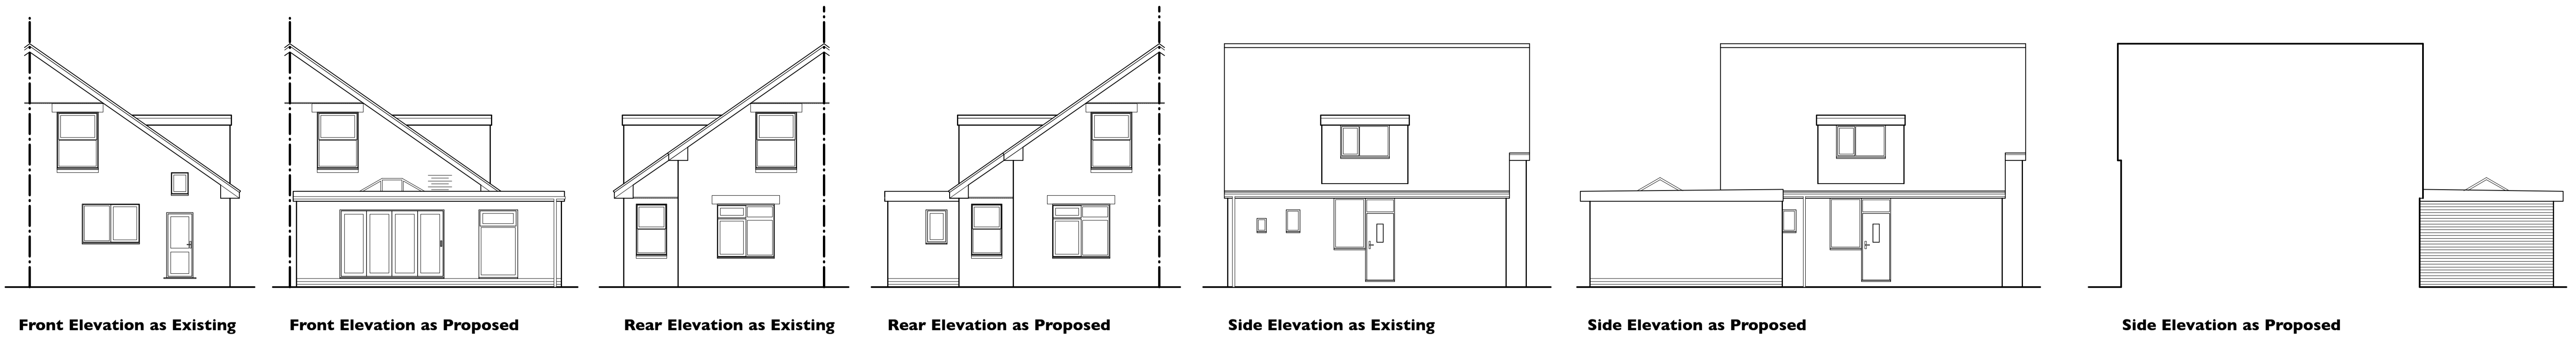 Front Elevation as Existing
Front Elevation as Proposed
Rear Elevation as Existing
Rear Elevation as Proposed
Side Elevation as Existing
Side Elevation as Proposed
Side Elevation as Proposed